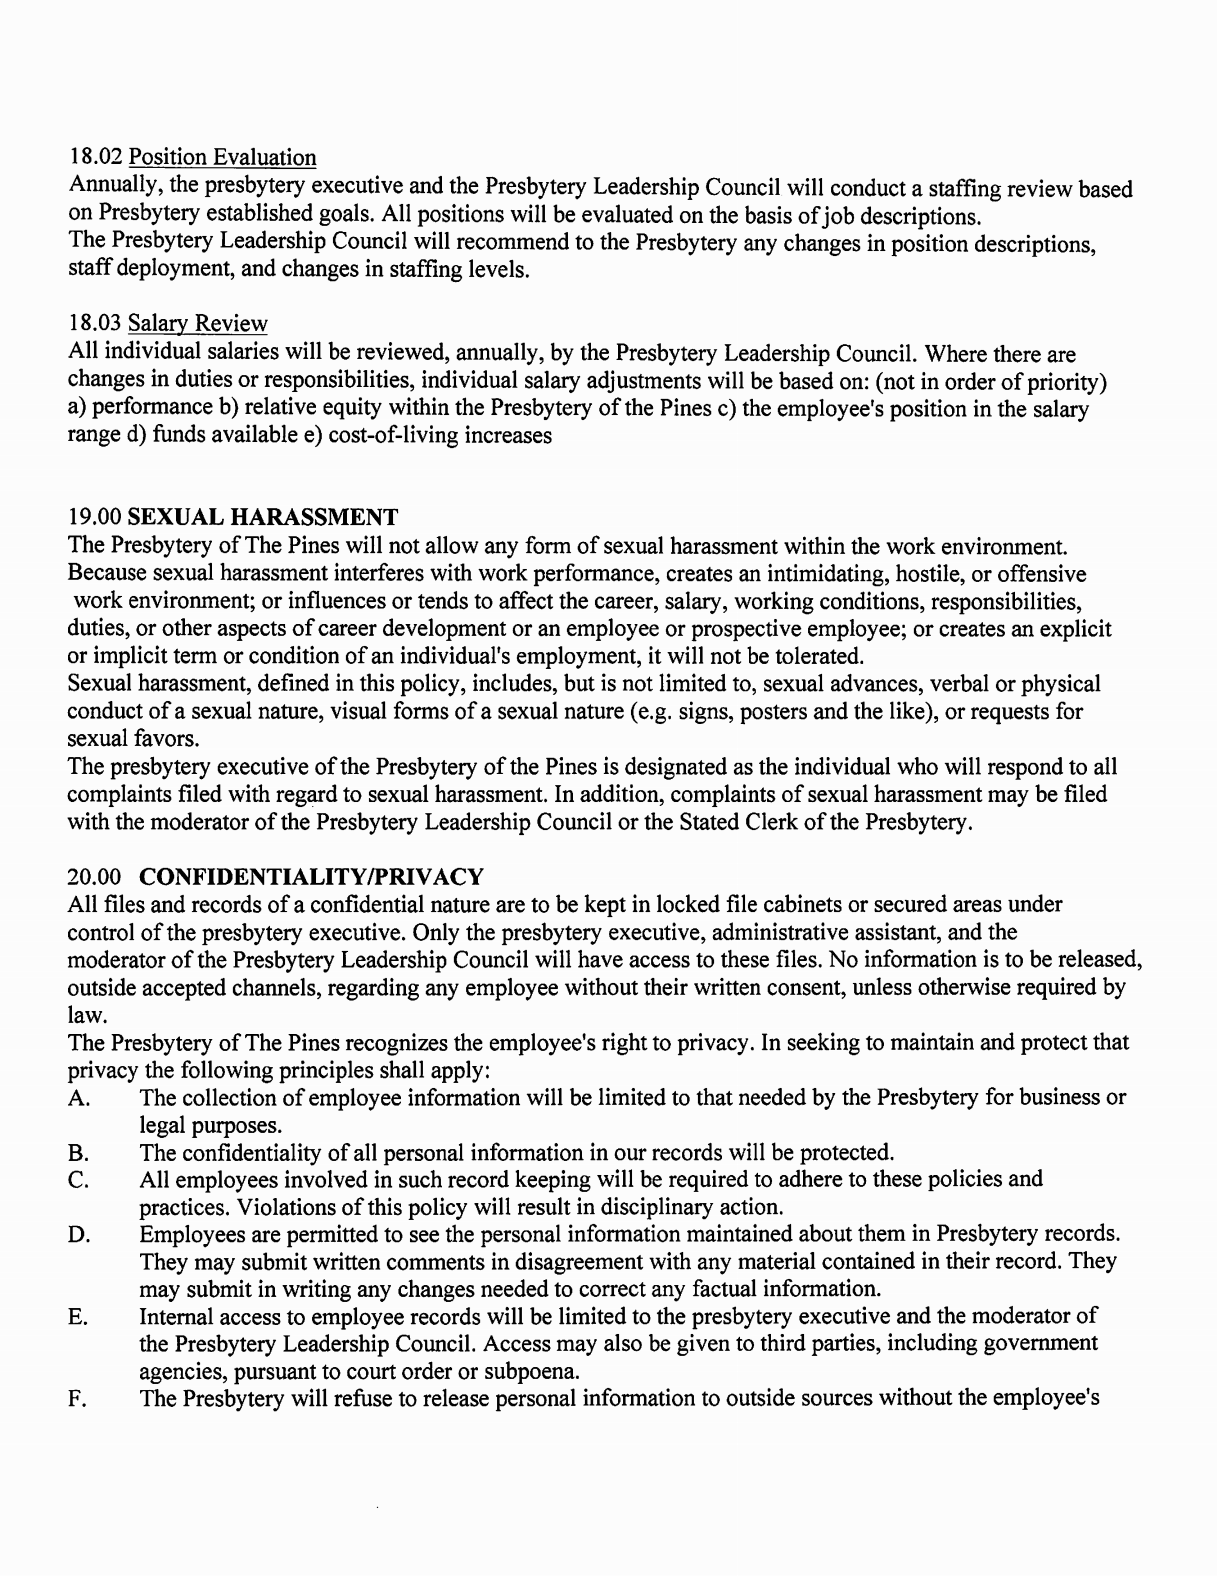 18.02 Position Evaluation
Annually, the presbytery executive and the Presbytery Leadership Council will conduct a staffing review based
on Presbytery established goals. All positions will be evaluated on the basis of job descriptions.
The Presbytery Leadership Council will recommend to the Presbytery any changes in position descriptions,
staff deployment, and changes in staffing levels.
18.03 Salary Review
All individual salaries will be reviewed, annually, by the Presbytery Leadership Council. Where there are
changes in duties or responsibilities, individual salary adjustments will be based on: (not in order of priority)
a) performance b) relative equity within the Presbytery of the Pines c) the employee's position in the salary
range d) funds available e) cost-of-living increases
19.00 SEXUAL HARASSMENT
The Presbytery of The Pines will not allow any form of sexual harassment within the work environment.
Because sexual harassment interferes with work performance, creates an intimidating, hostile, or offensive
work environment; or influences or tends to affect the career, salary, working conditions, responsibilities,
duties, or other aspects of career development or an employee or prospective employee; or creates an explicit
or implicit term or condition of an individual's employment, it will not be tolerated.
Sexual harassment, defined in this policy, includes, but is not limited to, sexual advances, verbal or physical
conduct of a sexual nature, visual forms of a sexual nature (e.g. signs, posters and the like), or requests for
sexual favors.
The presbytery executive of the Presbytery of the Pines is designated as the individual who will respond to all
complaints filed with regard to sexual harassment. In addition, complaints of sexual harassment may be filed
with the moderator of the Presbytery Leadership Council or the Stated Clerk of the Presbytery.
20.00 CONFIDENTIALITY/PRIVACY
All files and records of a confidential nature are to be kept in locked file cabinets or secured areas under
control of the presbytery executive. Only the presbytery executive, administrative assistant, and the
moderator of the Presbytery Leadership Council will have access to these files. No information is to be released,
outside accepted channels, regarding any employee without their written consent, unless otherwise required by
law.
The Presbytery of The Pines recognizes the employee's right to privacy. In seeking to maintain and protect that
privacy the following principles shall apply:
A. The collection of employee information will be limited to that needed by the Presbytery for business or
legal purposes.
B. The confidentiality of all personal information in our records will be protected.
C. All employees involved in such record keeping will be required to adhere to these policies and
practices. Violations of this policy will result in disciplinary action.
D. Employees are permitted to see the personal information maintained about them in Presbytery records.
They may submit written comments in disagreement with any material contained in their record. They
may submit in writing any changes needed to correct any factual information.
E. Internal access to employee records will be limited to the presbytery executive and the moderator of
the Presbytery Leadership Council. Access may also be given to third parties, including government
agencies, pursuant to court order or subpoena.
F. The Presbytery will refuse to release personal information to outside sources without the employee's